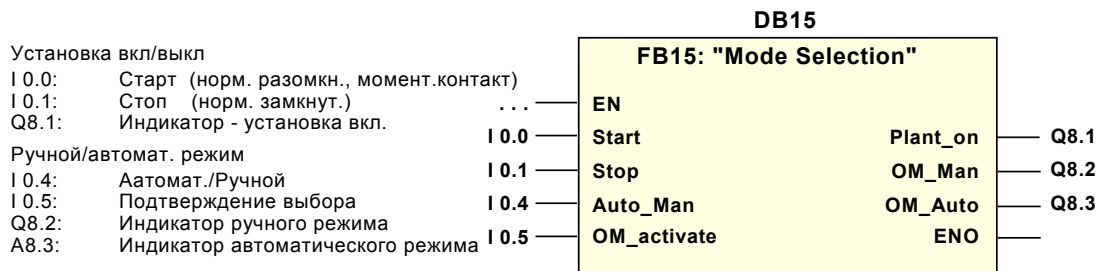 DB15
Установка вкл/выкл
I 0.0: Старт (норм. разомкн., момент.контакт)
I 0.1: Стоп (норм. замкнут.)
Q8.1: Индикатор - установка вкл.
Ручной/автомат. режим
I 0.4: Аатомат./Ручной
I 0.5: Подтверждение выбора
Q8.2: Индикатор ручного режима
A8.3: Индикатор автоматического режима
FB15: "Mode Selection"
. . . EN
I 0.0 Start Plant_on Q8.1
I 0.1 Stop OM_Man Q8.2
I 0.4 Auto_Man OM_Auto Q8.3
I 0.5 OM_activate ENO